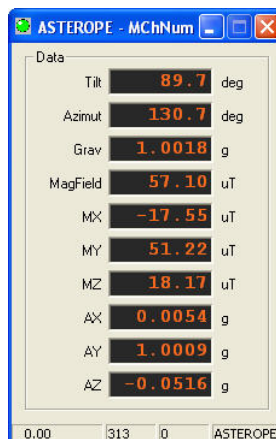 ASTEROPE - MChNum
Data
Tilt 89.7 deg
Azimut 130.7 deg
Grav 1.0018 g
MagField 57.10 uT
MX -17.55 uT
MY 51.22 uT
MZ 18.17 uT
AX 0.0054 g
AY 1.0009 g
AZ -0.0516 g
0.00 313 0 ASTEROPE